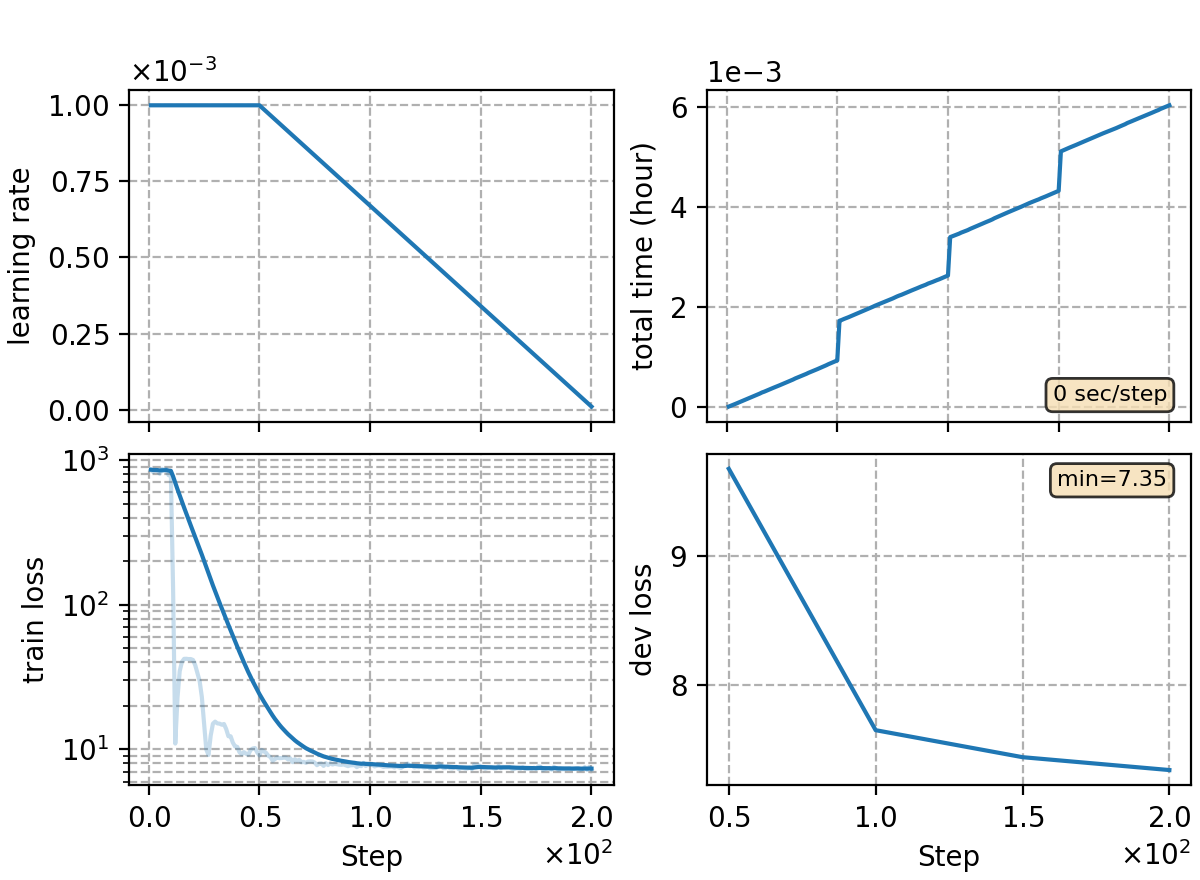 ×10⁻³
1.00
0.75
0.50
0.25
0.00
learning rate
1e−3
6
4
2
0
total time (hour)
0 sec/step
10³
10²
10¹
train loss
0.0 0.5 1.0 1.5 2.0
Step
×10²
min=7.35
9
8
dev loss
0.5 1.0 1.5 2.0
Step
×10²